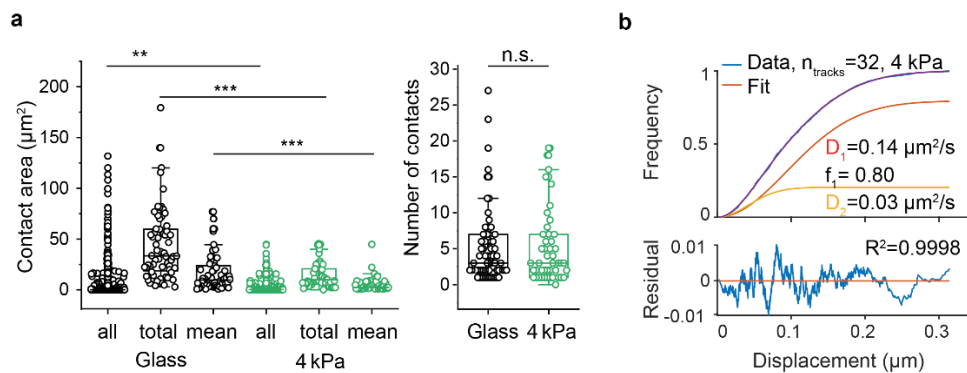 a
Contact area (µm²)
200
150
100
50
0
**
***
***
all total mean all total mean
Glass 4 kPa
Number of contacts
30
25
20
15
10
5
0
n.s.
Glass 4 kPa
b
Frequency
1
0.5
0
Data, n_tracks=32, 4 kPa
Fit
D₁=0.14 µm²/s
f₁= 0.80
D₂=0.03 µm²/s
Residual
0.01
0
-0.01
R²=0.9998
0 0.1 0.2 0.3
Displacement (µm)